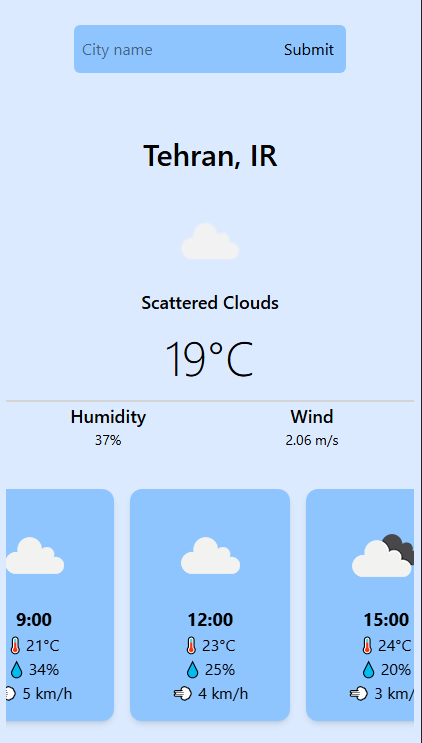 City name Submit
Tehran, IR
Scattered Clouds
19°C
Humidity Wind
37% 2.06 m/s
9:00
21°C
34%
5 km/h
12:00
23°C
25%
4 km/h
15:00
24°C
20%
3 km/